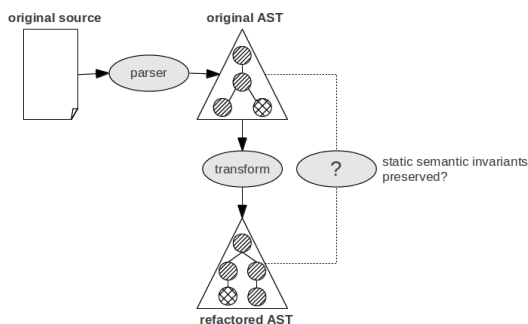 original source
original AST
parser
transform
?
static semantic invariants
preserved?
refactored AST